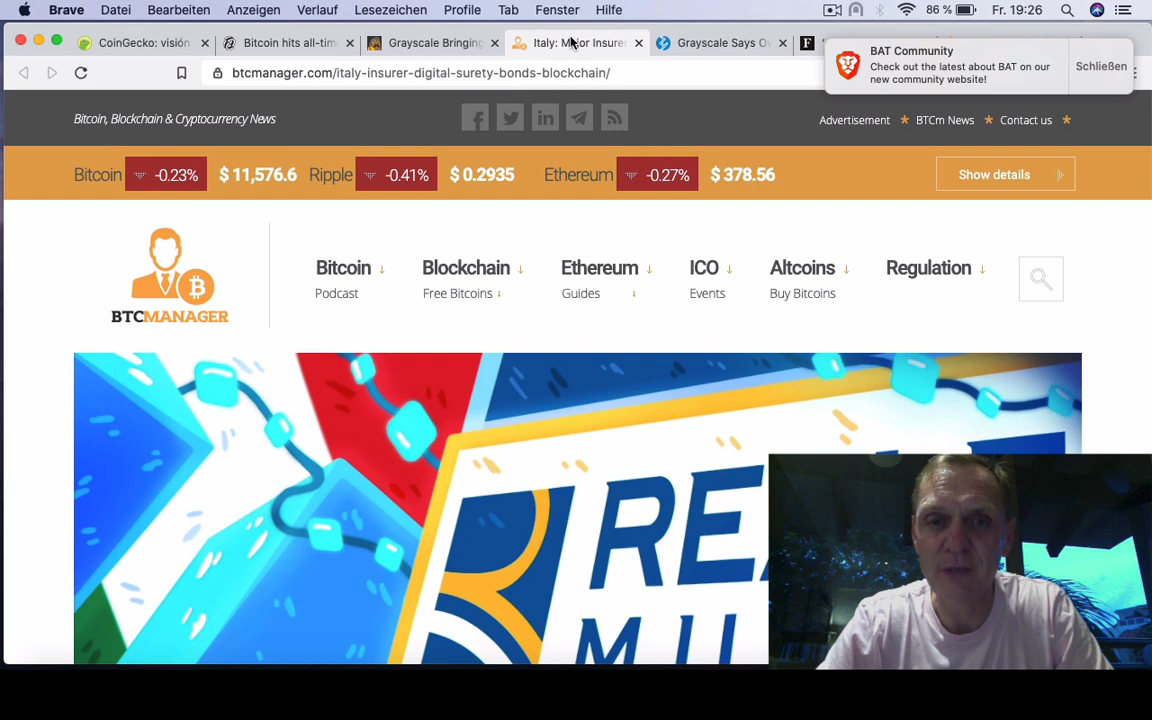 Brave Datei Bearbeiten Anzeigen Verlauf Lesezeichen Profile Tab Fenster Hilfe 86 % Fr. 19:26
CoinGecko: visión Bitcoin hits all-tim Grayscale Bringing Italy: Major Insure Grayscale Says O
BAT Community
Check out the latest about BAT on our
new community website!
Schließen
btcmanager.com/italy-insurer-digital-surety-bonds-blockchain/
Bitcoin, Blockchain & Cryptocurrency News
Advertisement * BTCm News * Contact us *
Bitcoin -0.23% $ 11,576.6 Ripple -0.41% $ 0.2935 Ethereum -0.27% $ 378.56 Show details
Bitcoin ↓ Blockchain ↓ Ethereum ↓ ICO ↓ Altcoins ↓ Regulation ↓
Podcast Free Bitcoins ↓ Guides ↓ Events Buy Bitcoins
BTCMANAGER
RE
MU